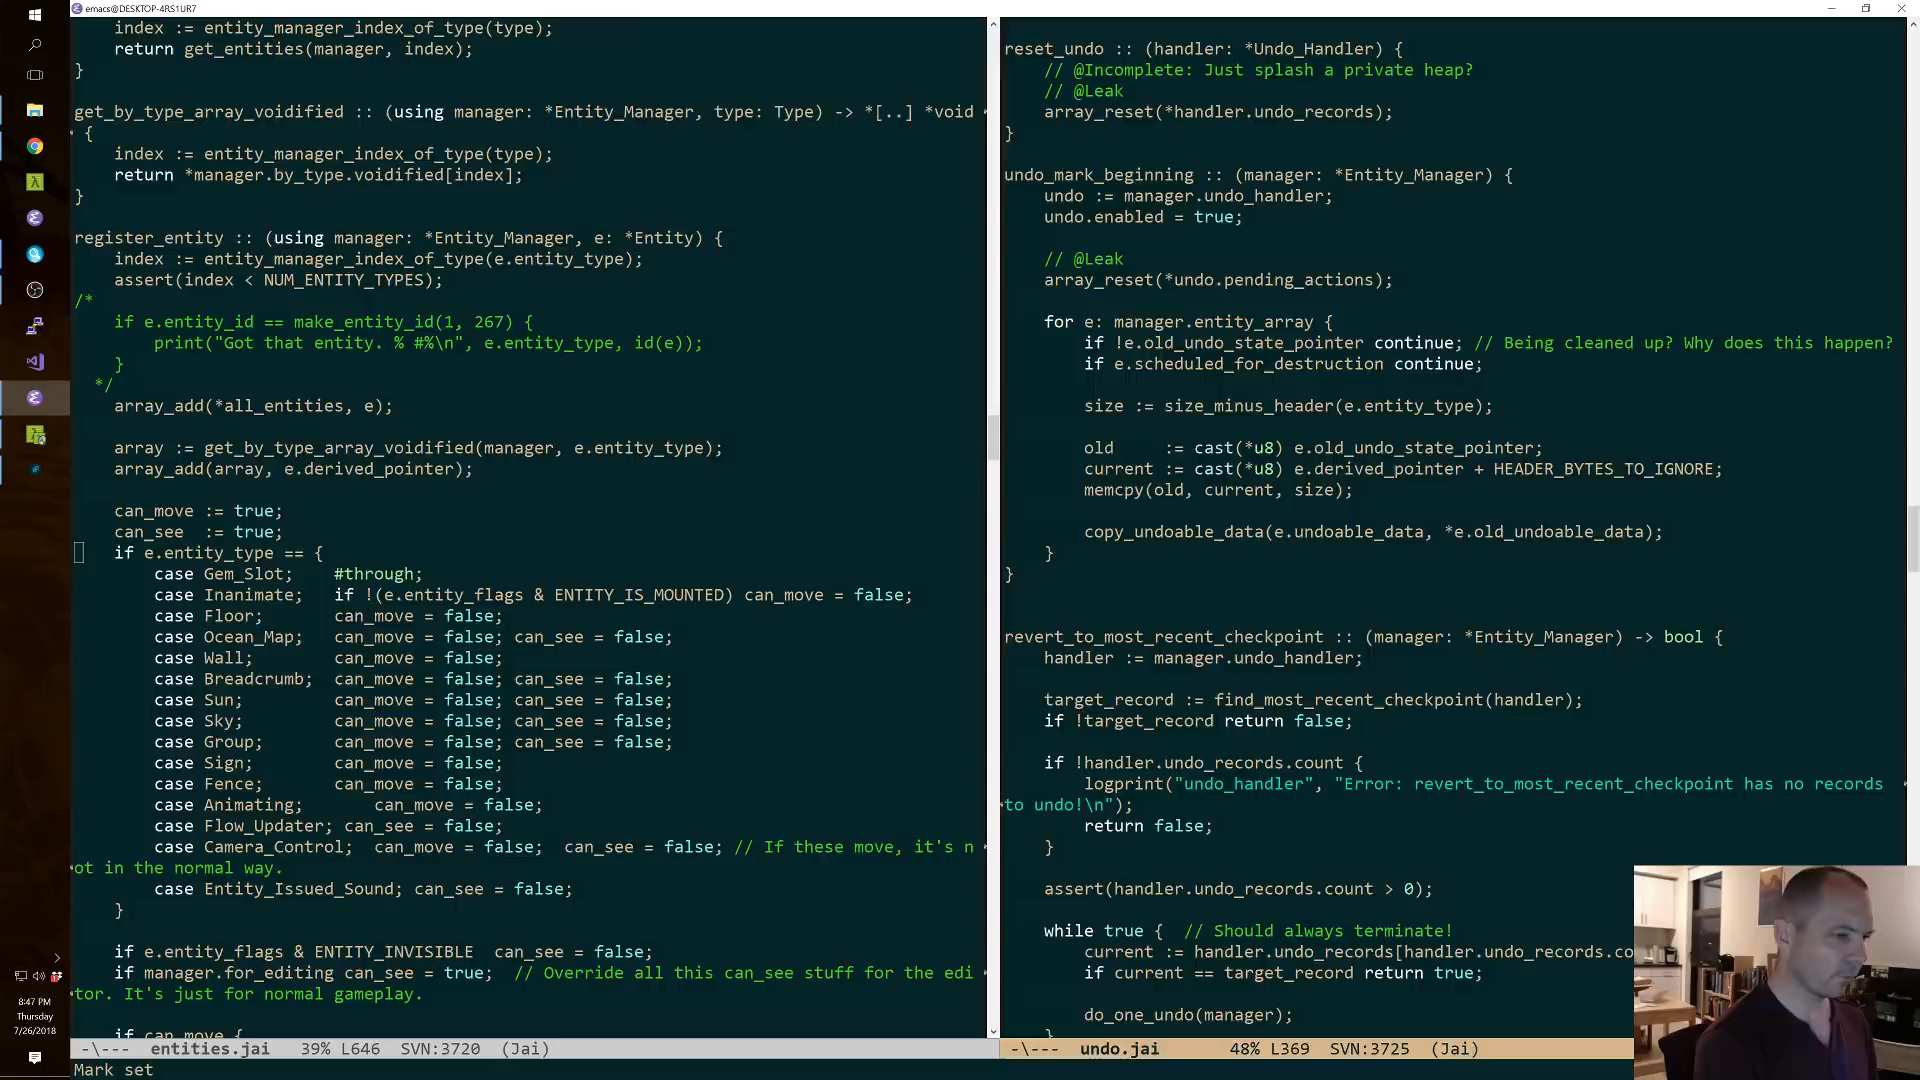 emacs@DESKTOP-4RS1UR7
index := entity_manager_index_of_type(type);
return get_entities(manager, index);
}
get_by_type_array_voidified :: (using manager: *Entity_Manager, type: Type) -> *[..] *void
{
index := entity_manager_index_of_type(type);
return *manager.by_type.voidified[index];
}
register_entity :: (using manager: *Entity_Manager, e: *Entity) {
index := entity_manager_index_of_type(e.entity_type);
assert(index < NUM_ENTITY_TYPES);
/*
if e.entity_id == make_entity_id(1, 267) {
print("Got that entity. % #%\n", e.entity_type, id(e));
}
*/
array_add(*all_entities, e);
array := get_by_type_array_voidified(manager, e.entity_type);
array_add(array, e.derived_pointer);
can_move := true;
can_see  := true;
if e.entity_type == {
case Gem_Slot;    #through;
case Inanimate;   if !(e.entity_flags & ENTITY_IS_MOUNTED) can_move = false;
case Floor;       can_move = false;
case Ocean_Map;   can_move = false; can_see = false;
case Wall;        can_move = false;
case Breadcrumb;  can_move = false; can_see = false;
case Sun;         can_move = false; can_see = false;
case Sky;         can_move = false; can_see = false;
case Group;       can_move = false; can_see = false;
case Sign;        can_move = false;
case Fence;       can_move = false;
case Animating;       can_move = false;
case Flow_Updater; can_see = false;
case Camera_Control;  can_move = false;  can_see = false; // If these move, it's n
ot in the normal way.
case Entity_Issued_Sound; can_see = false;
}
if e.entity_flags & ENTITY_INVISIBLE  can_see = false;
if manager.for_editing can_see = true;  // Override all this can_see stuff for the edi
tor. It's just for normal gameplay.
if can_move {
-\--- entities.jai 39% L646 SVN:3720 (Jai)
Mark set
reset_undo :: (handler: *Undo_Handler) {
// @Incomplete: Just splash a private heap?
// @Leak
array_reset(*handler.undo_records);
}
undo_mark_beginning :: (manager: *Entity_Manager) {
undo := manager.undo_handler;
undo.enabled = true;
// @Leak
array_reset(*undo.pending_actions);
for e: manager.entity_array {
if !e.old_undo_state_pointer continue; // Being cleaned up? Why does this happen?
if e.scheduled_for_destruction continue;
size := size_minus_header(e.entity_type);
old     := cast(*u8) e.old_undo_state_pointer;
current := cast(*u8) e.derived_pointer + HEADER_BYTES_TO_IGNORE;
memcpy(old, current, size);
copy_undoable_data(e.undoable_data, *e.old_undoable_data);
}
}
revert_to_most_recent_checkpoint :: (manager: *Entity_Manager) -> bool {
handler := manager.undo_handler;
target_record := find_most_recent_checkpoint(handler);
if !target_record return false;
if !handler.undo_records.count {
logprint("undo_handler", "Error: revert_to_most_recent_checkpoint has no records
to undo!\n");
return false;
}
assert(handler.undo_records.count > 0);
while true {  // Should always terminate!
current := handler.undo_records[handler.undo_records.co
if current == target_record return true;
do_one_undo(manager);
}
-\--- undo.jai 48% L369 SVN:3725 (Jai)
8:47 PM
Thursday
7/26/2018